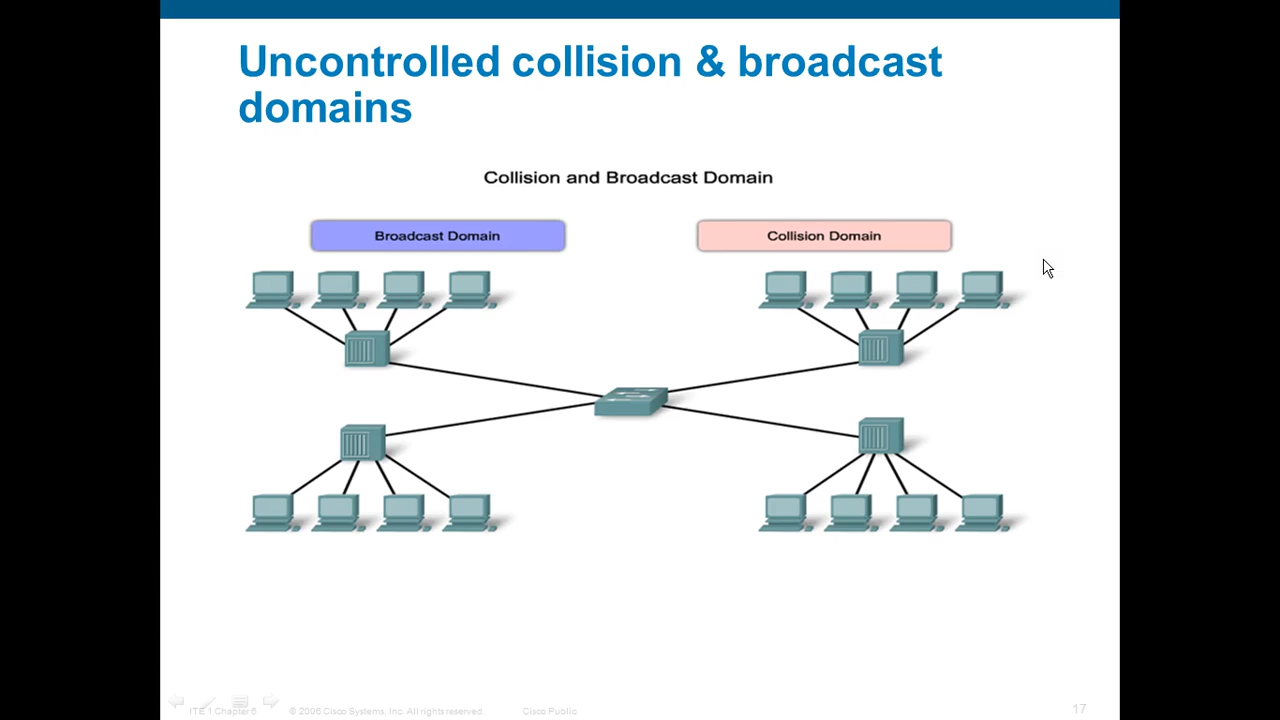 Uncontrolled collision & broadcast
domains
Collision and Broadcast Domain
Broadcast Domain
Collision Domain
ITE 1 Chapter 6
© 2006 Cisco Systems, Inc. All rights reserved.
Cisco Public
17